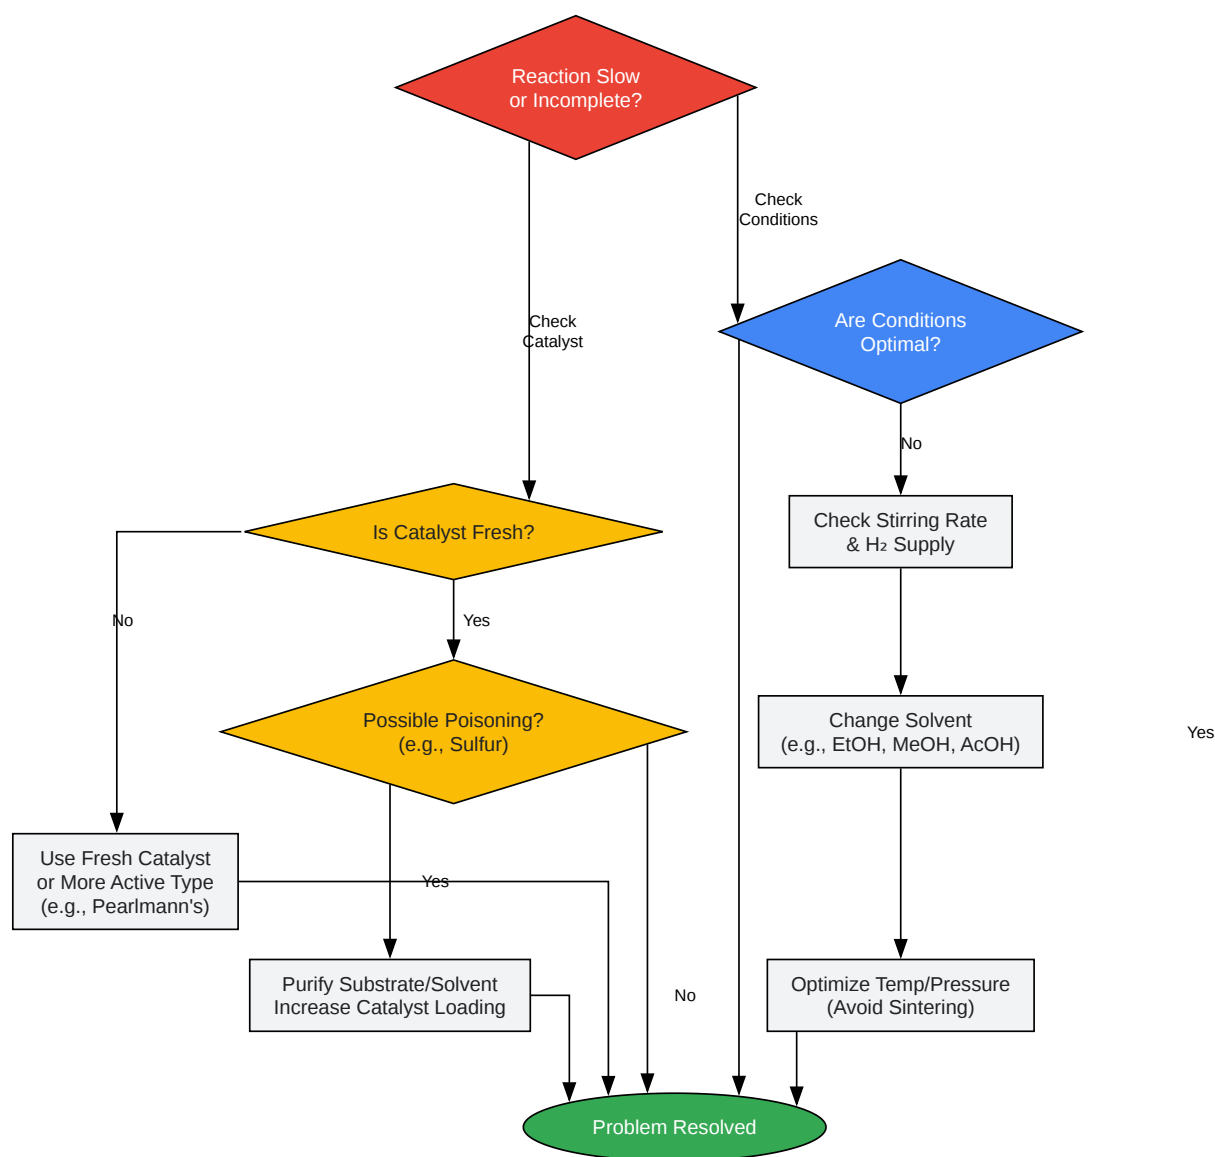 Reaction Slow
or Incomplete?
Check
Conditions
Check
Catalyst
Are Conditions
Optimal?
No
Is Catalyst Fresh?
Check Stirring Rate
& H₂ Supply
No
Yes
Possible Poisoning?
(e.g., Sulfur)
Change Solvent
(e.g., EtOH, MeOH, AcOH)
Yes
Use Fresh Catalyst
or More Active Type
(e.g., Pearlmann's)
Yes
Purify Substrate/Solvent
Increase Catalyst Loading
No
Optimize Temp/Pressure
(Avoid Sintering)
Problem Resolved